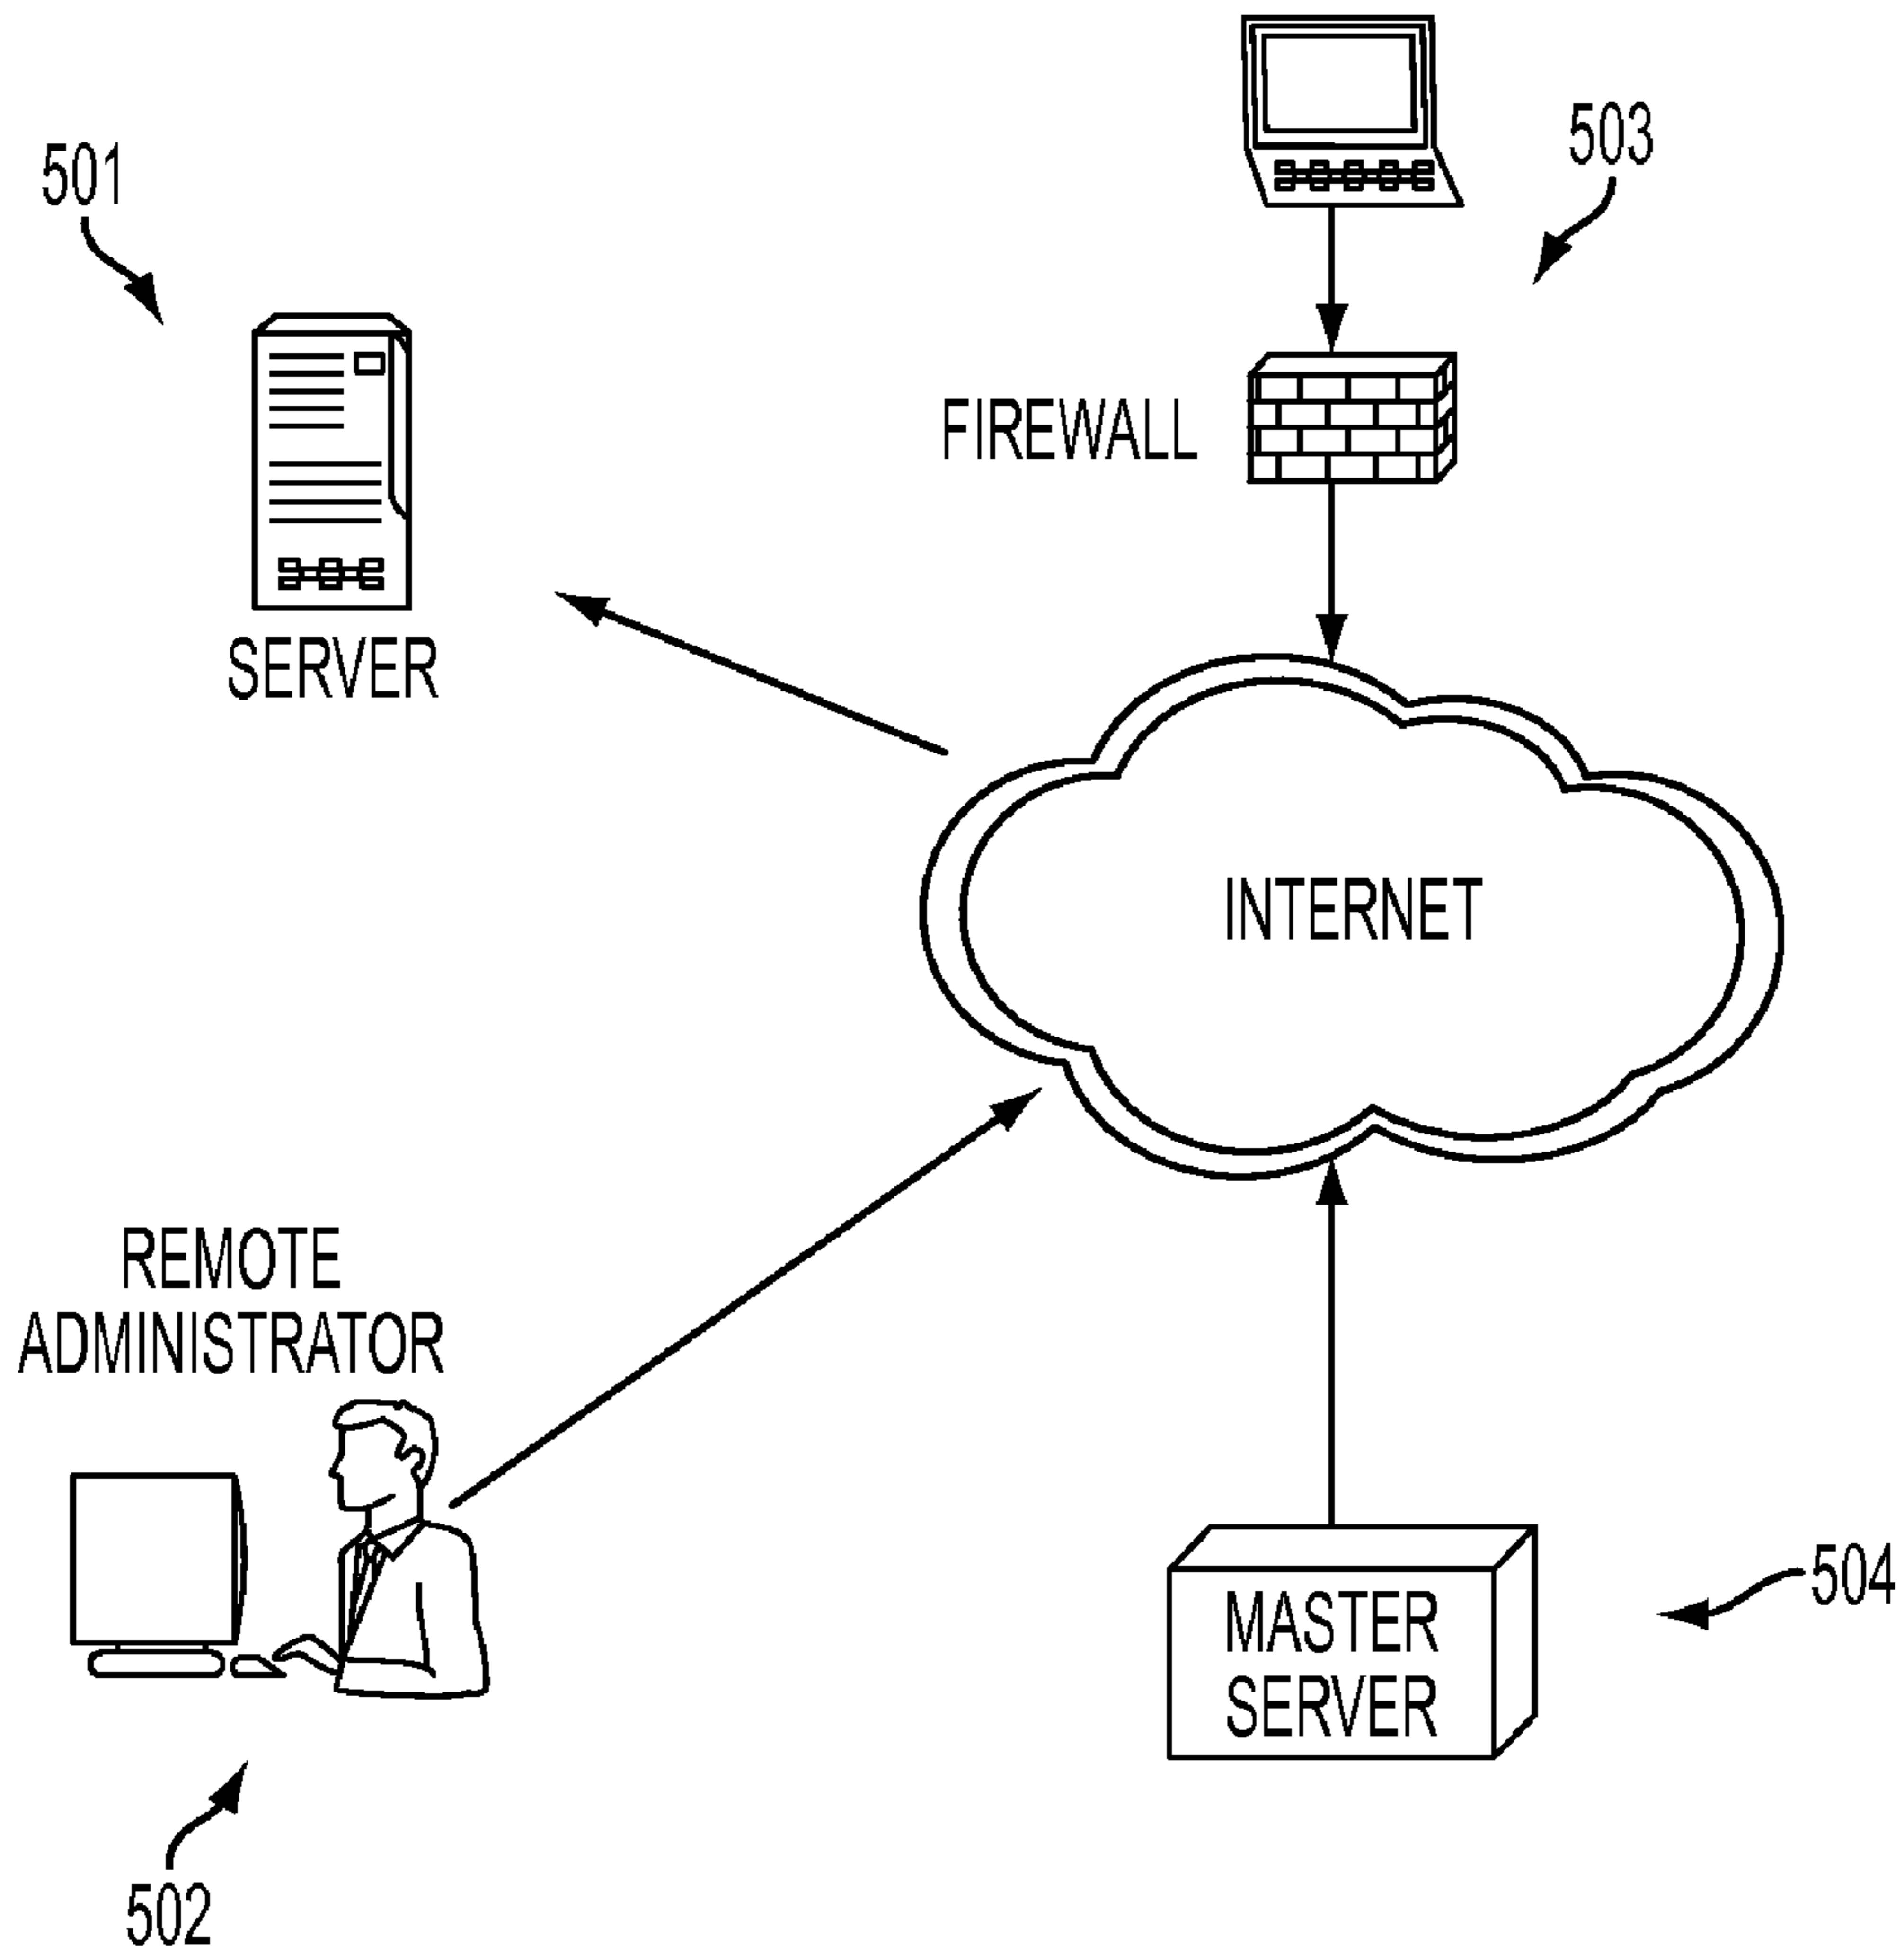 501
503
FIREWALL
SERVER
INTERNET
REMOTE
ADMINISTRATOR
MASTER
SERVER
504
502